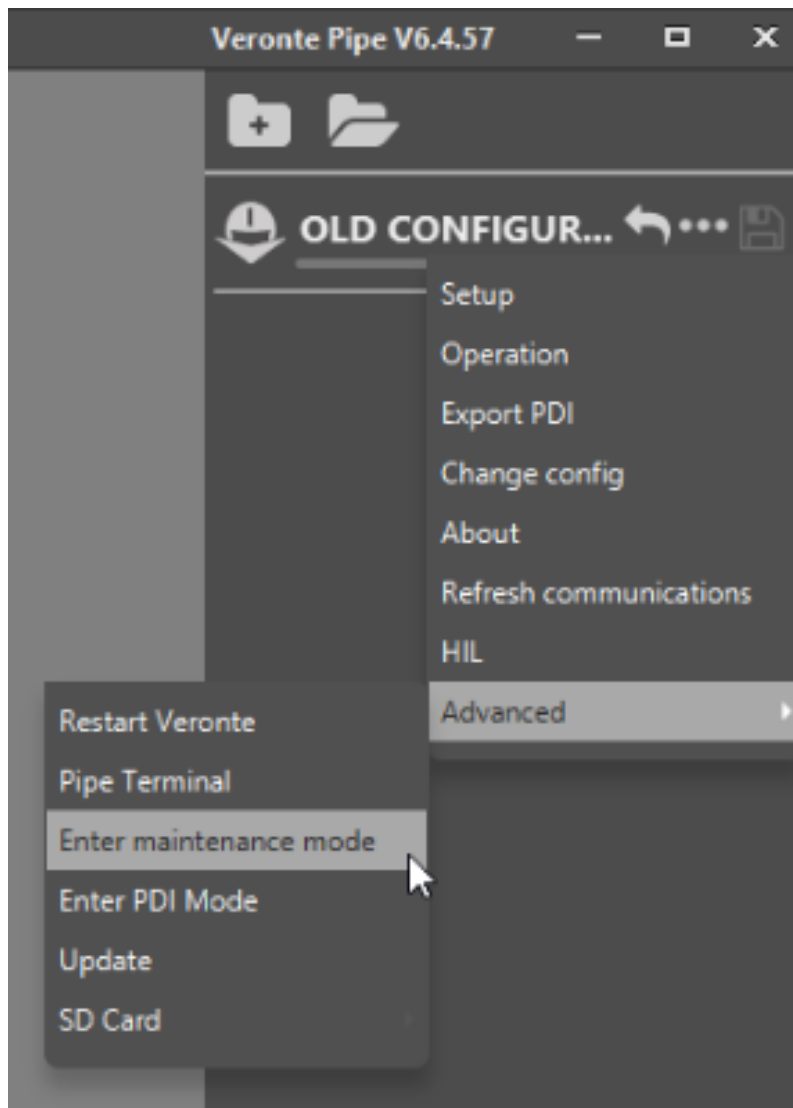 Veronte Pipe V6.4.57
OLD CONFIGUR...
Setup
Operation
Export PDI
Change config
About
Refresh communications
HIL
Advanced
Restart Veronte
Pipe Terminal
Enter maintenance mode
Enter PDI Mode
Update
SD Card